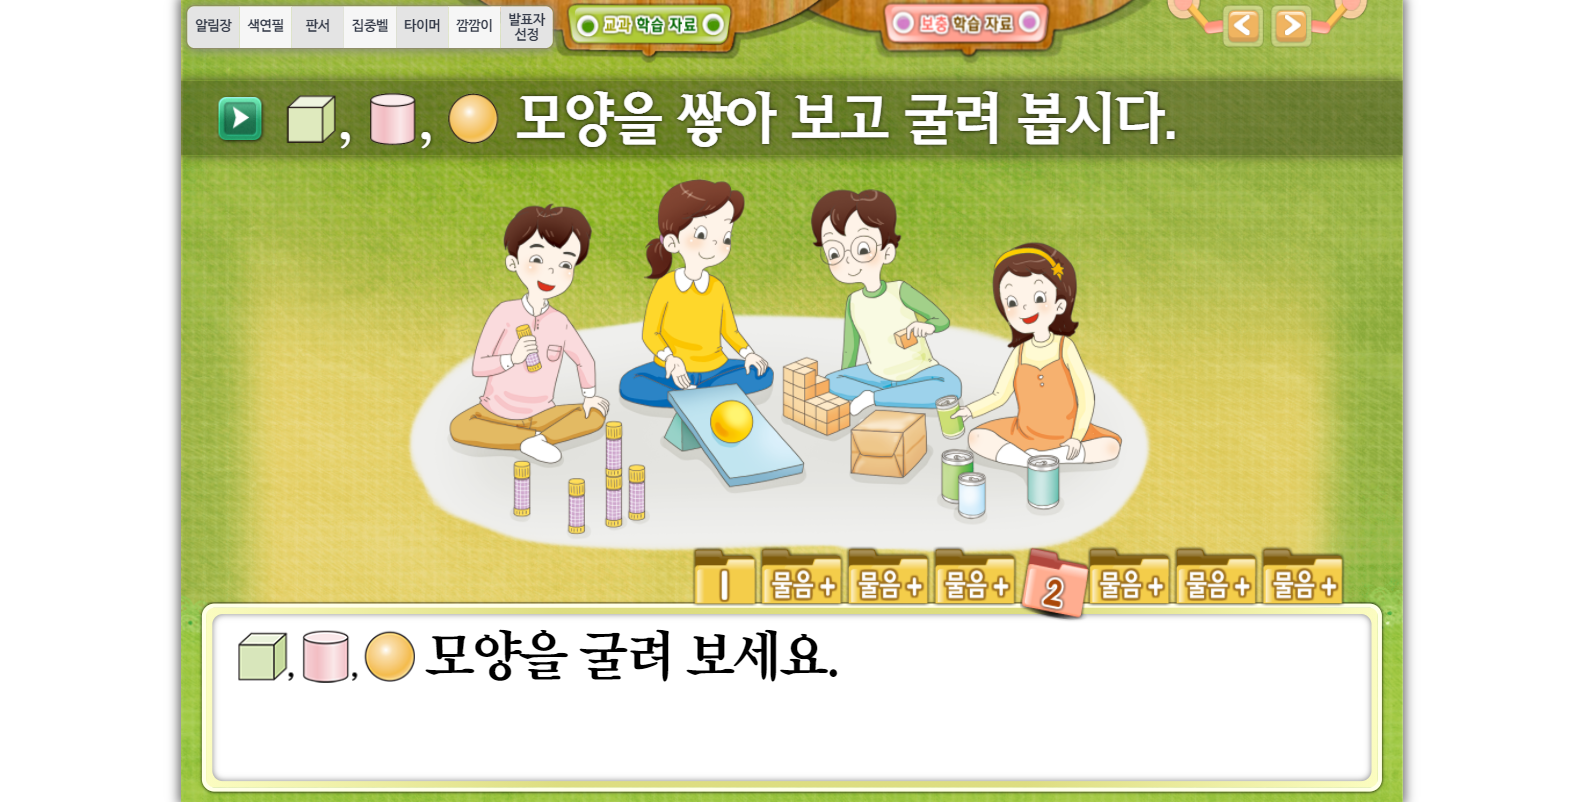 알림장 색연필 판서 집중벨 타이머 깜깜이 발표자 선정
교과 학습 자료
보충 학습 자료
, , 모양을 쌓아 보고 굴려 봅시다.
1 물음+ 물음+ 물음+ 2 물음+ 물음+ 물음+
, , 모양을 굴려 보세요.